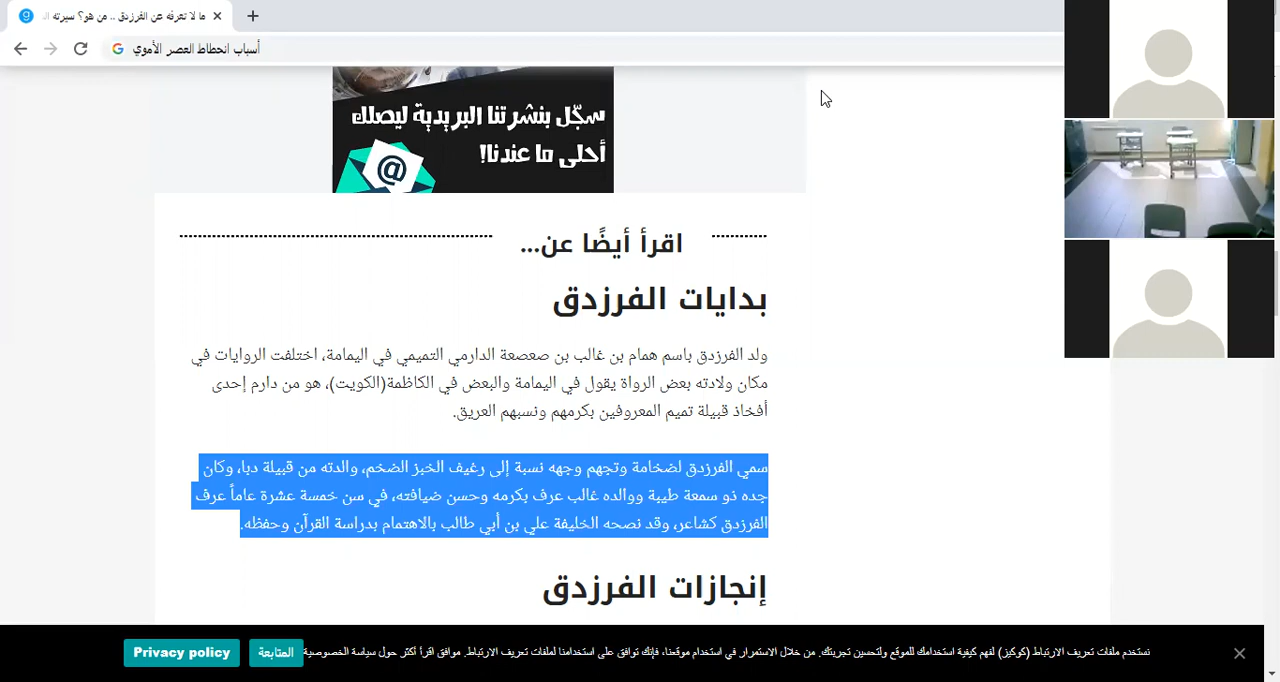 ما لا تعرفه عن الفرزدق .. من هو؟ سيرته ال
أسباب انحطاط العصر الأموي
سجّل بنشرتنا البريدية ليصلك
أحلى ما عندنا!
@
اقرأ أيضًا عن...
بدايات الفرزدق
ولد الفرزدق باسم همام بن غالب بن صعصعة الدارمي التميمي في اليمامة، اختلفت الروايات في
مكان ولادته بعض الرواة يقول في اليمامة والبعض في الكاظمة(الكويت)، هو من دارم إحدى
أفخاذ قبيلة تميم المعروفين بكرمهم ونسبهم العريق.
سمي الفرزدق لضخامة وتجهم وجهه نسبة إلى رغيف الخبز الضخم، والدته من قبيلة دبا، وكان
جده ذو سمعة طيبة ووالده غالب عرف بكرمه وحسن ضيافته، في سن خمسة عشرة عاماً عرف
الفرزدق كشاعر، وقد نصحه الخليفة علي بن أبي طالب بالاهتمام بدراسة القرآن وحفظه.
إنجازات الفرزدق
نستخدم ملفات تعريف الارتباط (كوكيز) لفهم كيفية استخدامك للموقع ولتحسين تجربتك. من خلال الاستمرار في استخدام موقعنا، فإنك توافق على استخدامنا لملفات تعريف الارتباط. موافق اقرأ أكثر حول سياسة الخصوصية
المتابعة
Privacy policy